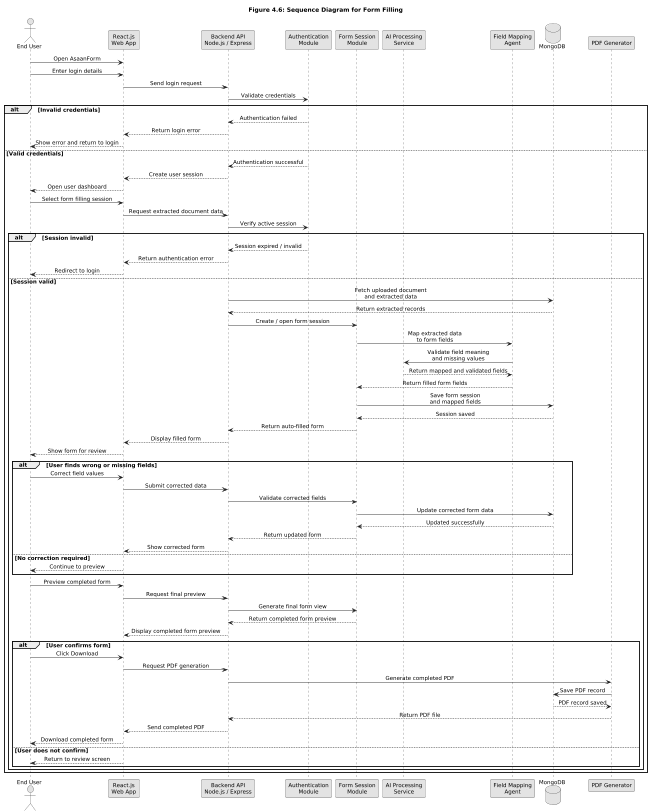 Figure 4.6: Sequence Diagram for Form Filling
End User
React.js
Web App
Backend API
Node.js / Express
Authentication
Module
Form Session
Module
AI Processing
Service
Field Mapping
Agent
MongoDB
PDF Generator
Open AsaanForm
Enter login details
Send login request
Validate credentials
alt [Invalid credentials]
Authentication failed
Return login error
Show error and return to login
[Valid credentials]
Authentication successful
Create user session
Open user dashboard
Select form filling session
Request extracted document data
Verify active session
alt [Session invalid]
Session expired / invalid
Return authentication error
Redirect to login
[Session valid]
Fetch uploaded document
and extracted data
Return extracted records
Create / open form session
Map extracted data
to form fields
Validate field meaning
and missing values
Return mapped and validated fields
Return filled form fields
Save form session
and mapped fields
Session saved
Return auto-filled form
Display filled form
Show form for review
alt [User finds wrong or missing fields]
Correct field values
Submit corrected data
Validate corrected fields
Update corrected form data
Updated successfully
Return updated form
Show corrected form
[No correction required]
Continue to preview
Preview completed form
Request final preview
Generate final form view
Return completed form preview
Display completed form preview
alt [User confirms form]
Click Download
Request PDF generation
Generate completed PDF
Save PDF record
PDF record saved
Return PDF file
Send completed PDF
Download completed form
[User does not confirm]
Return to review screen
End User
React.js
Web App
Backend API
Node.js / Express
Authentication
Module
Form Session
Module
AI Processing
Service
Field Mapping
Agent
MongoDB
PDF Generator